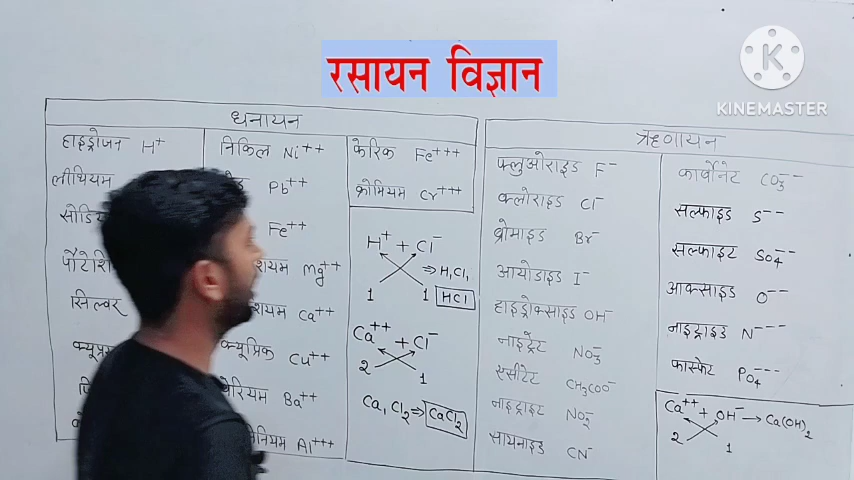 रसायन विज्ञान
K
KINEMASTER
धनायन
हाइड्रोजन H⁺
लीथियम
सिल्वर
निकिल Ni⁺⁺
Pb⁺⁺
Fe⁺⁺
Mg⁺⁺
Ca⁺⁺
क्यूप्रिक Cu⁺⁺
Ba⁺⁺
Al⁺⁺⁺
फेरिक Fe⁺⁺⁺
क्रोमियम Cr⁺⁺⁺
H⁺ + Cl⁻
⇒ H₁Cl₁
1 1 HCl
Ca⁺⁺ + Cl⁻
2 1
Ca₁Cl₂ ⇒ CaCl₂
ऋणायन
फ्लुओराइड F⁻
क्लोराइड Cl⁻
ब्रोमाइड Br⁻
आयोडाइड I⁻
हाइड्रोक्साइड OH⁻
नाइट्रेट NO₃⁻
एसीटेट CH₃COO⁻
नाइट्राइट NO₂⁻
सायनाइड CN⁻
कार्बोनेट CO₃⁻⁻
सल्फाइड S⁻⁻
सल्फाइट SO₄⁻⁻
आक्साइड O⁻⁻
नाइट्राइड N⁻⁻⁻
फास्फेट PO₄⁻⁻⁻
Ca⁺⁺ + OH⁻ → Ca(OH)₂
2 1